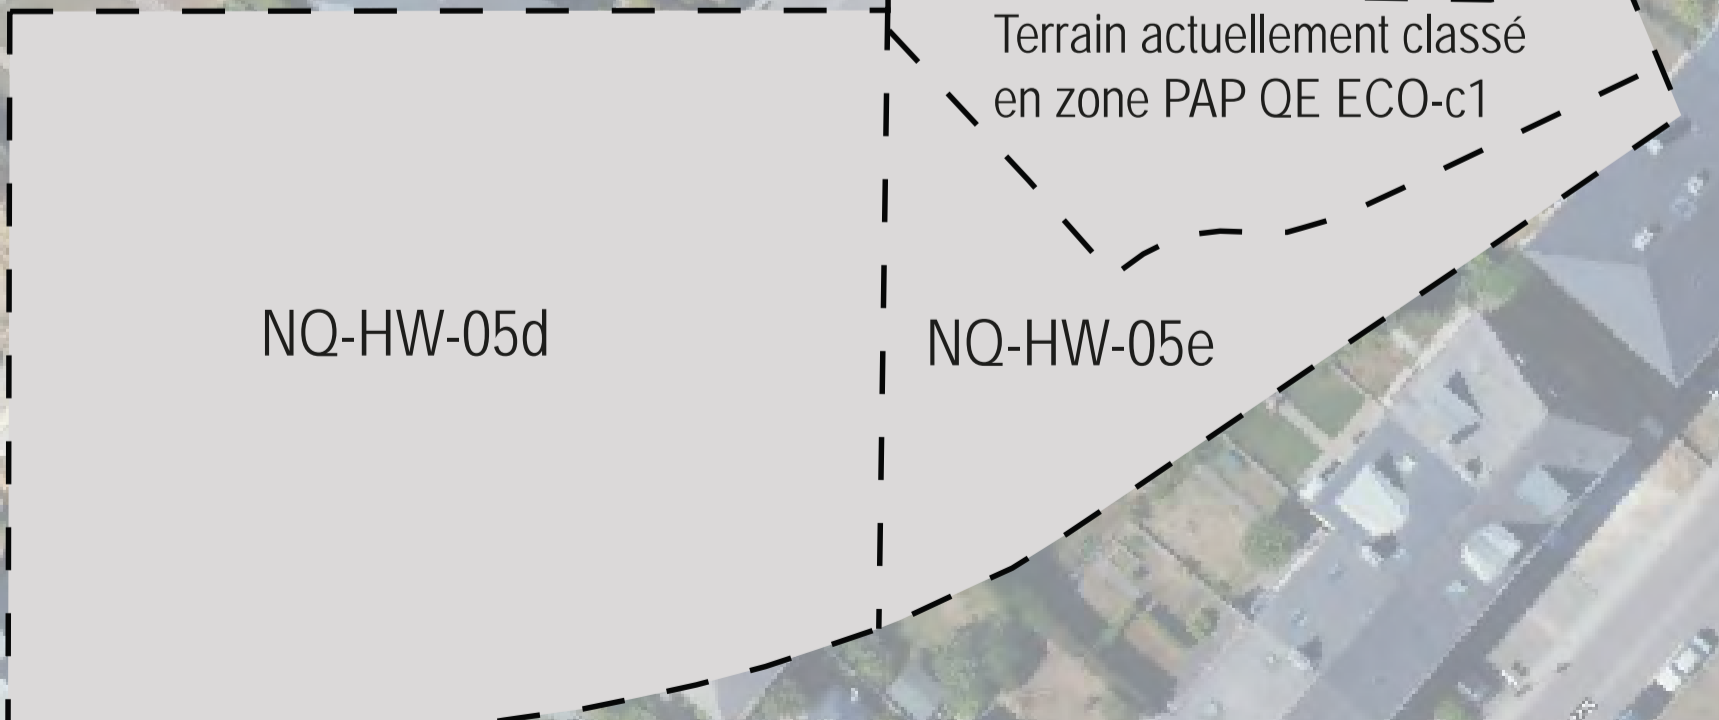 Terrain actuellement classé
en zone PAP QE ECO-c1
NQ-HW-05d
NQ-HW-05e